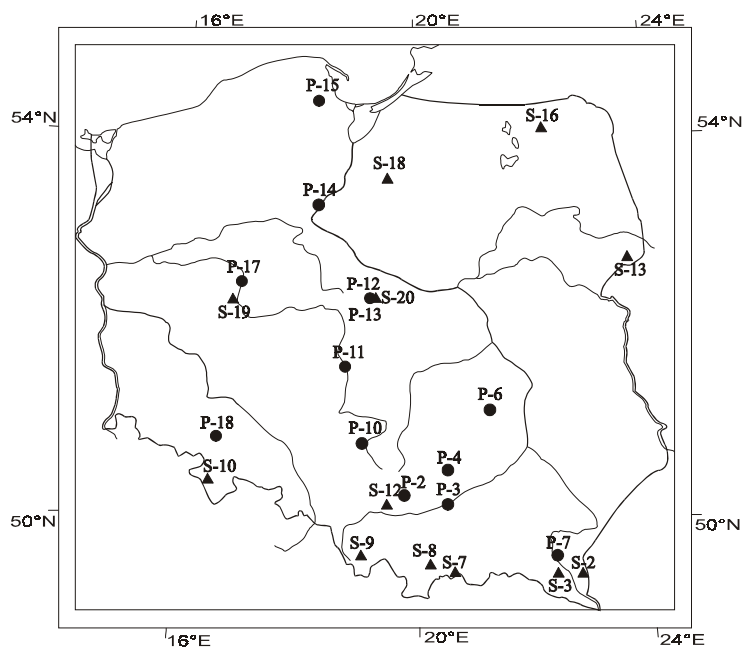 16°E 20°E 24°E
P-15
54°N S-16 54°N
S-18
P-14
P-17 S-13
P-12
S-20
S-19 P-13
P-11
P-6
P-18 P-10
P-4
S-10 S-12 P-2 P-3
50°N 50°N
S-9 S-8 S-7 P-7 S-2
S-3
16°E 20°E 24°E